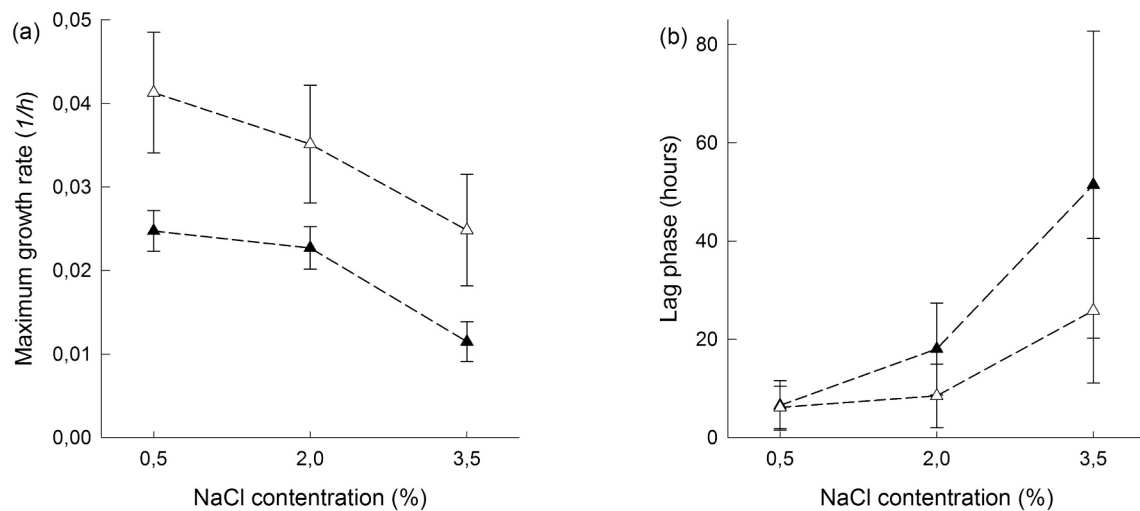 (a)
Maximum growth rate (1/h)
0,05
0,04
0,03
0,02
0,01
0,00
0,5 2,0 3,5
NaCl contentration (%)
(b)
Lag phase (hours)
80
60
40
20
0
0,5 2,0 3,5
NaCl contentration (%)